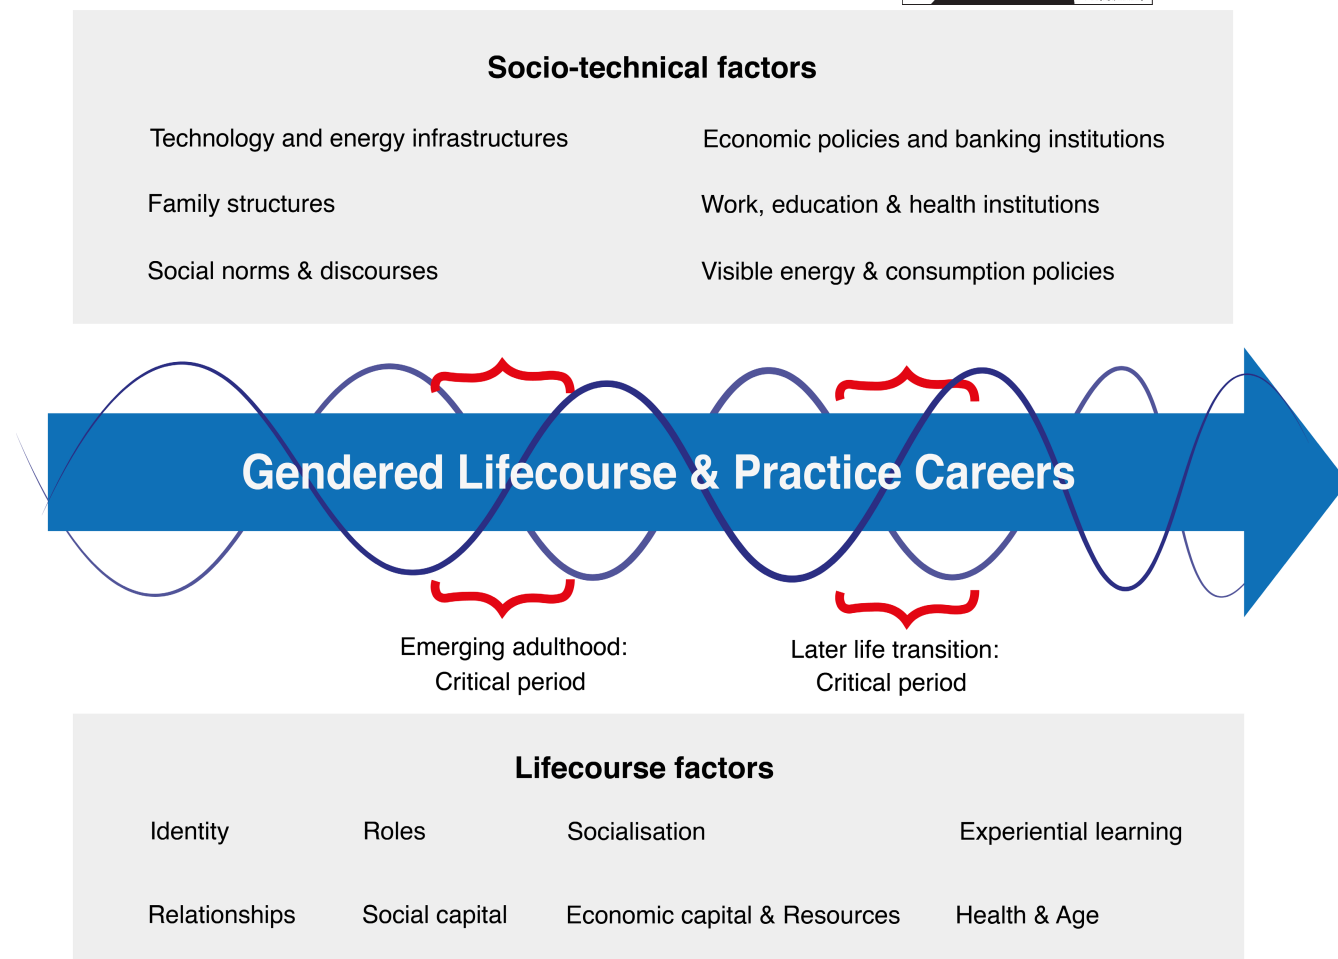 Socio-technical factors
Technology and energy infrastructures
Economic policies and banking institutions
Family structures
Work, education & health institutions
Social norms & discourses
Visible energy & consumption policies
Gendered Lifecourse & Practice Careers
Emerging adulthood:
Critical period
Later life transition:
Critical period
Lifecourse factors
Identity
Roles
Socialisation
Experiential learning
Relationships
Social capital
Economic capital & Resources
Health & Age